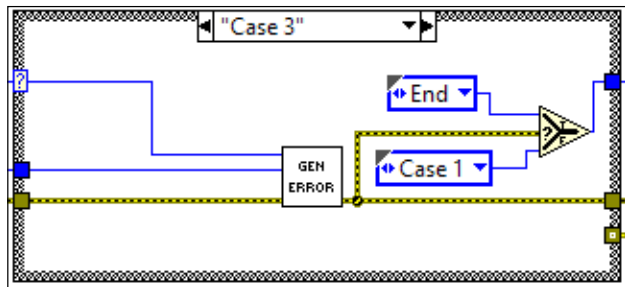 "Case 3"
?
End
?
T
F
GEN
ERROR
Case 1